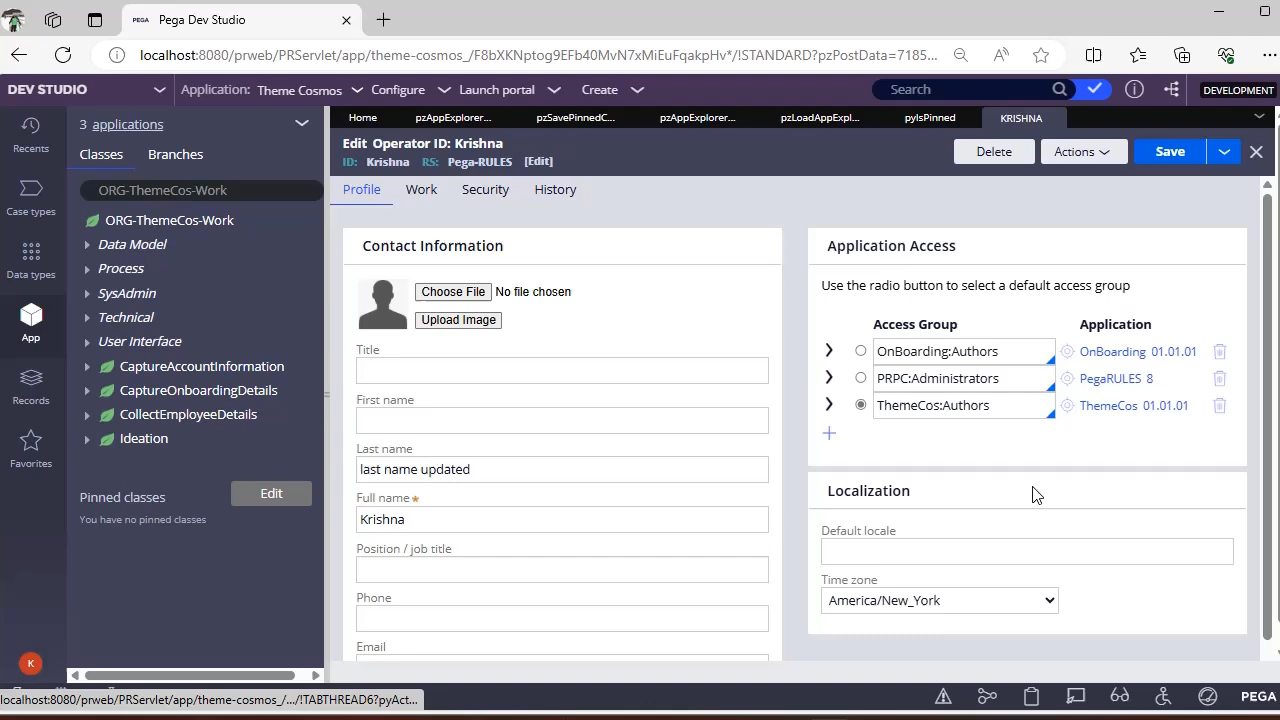 PEGA Pega Dev Studio
localhost:8080/prweb/PRServlet/app/theme-cosmos_/F8bXKNptog9EFb40MvN7xMiEuFqakpHv*/!STANDARD?pzPostData=7185...
DEV STUDIO
Application: Theme Cosmos Configure Launch portal Create Search DEVELOPMENT
Recents
Case types
Data types
App
Records
Favorites
K
3 applications
Classes Branches
ORG-ThemeCos-Work
ORG-ThemeCos-Work
Data Model
Process
SysAdmin
Technical
User Interface
CaptureAccountInformation
CaptureOnboardingDetails
CollectEmployeeDetails
Ideation
Pinned classes Edit
You have no pinned classes
Home pzAppExplorer... pzSavePinnedC... pzAppExplorer... pzLoadAppExpl... pyIsPinned KRISHNA
Edit Operator ID: Krishna
ID: Krishna RS: Pega-RULES [Edit]
Delete Actions Save
Profile Work Security History
Contact Information
Choose File No file chosen
Upload Image
Title
First name
Last name
last name updated
Full name
Krishna
Position / job title
Phone
Email
Application Access
Use the radio button to select a default access group
Access Group Application
OnBoarding:Authors OnBoarding 01.01.01
PRPC:Administrators PegaRULES 8
ThemeCos:Authors ThemeCos 01.01.01
Localization
Default locale
Time zone
America/New_York
localhost:8080/prweb/PRServlet/app/theme-cosmos_/.../!TABTHREAD6?pyAct...
PEGA